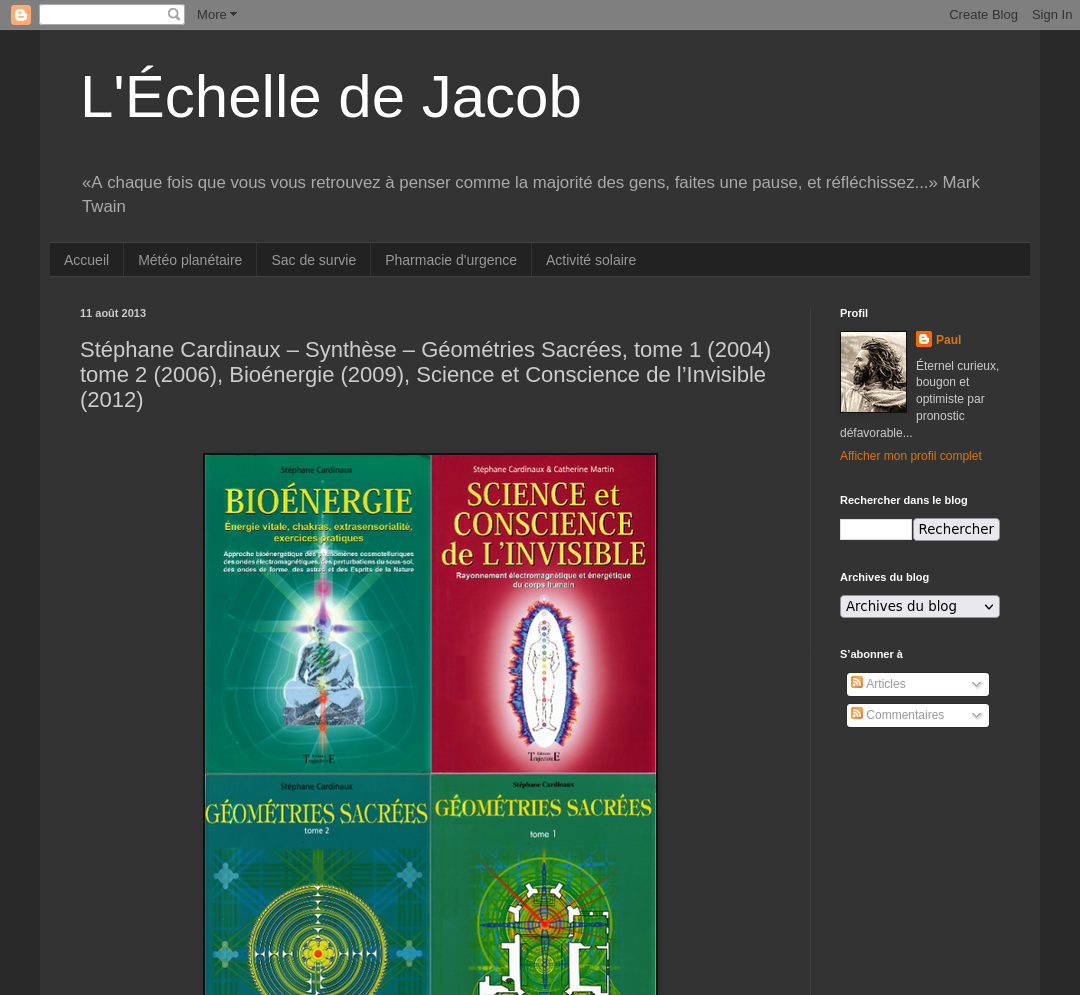 More
Create Blog
Sign In
L'Échelle de Jacob
«A chaque fois que vous vous retrouvez à penser comme la majorité des gens, faites une pause, et réfléchissez...» Mark
Twain
Accueil
Météo planétaire
Sac de survie
Pharmacie d'urgence
Activité solaire
11 août 2013
Stéphane Cardinaux – Synthèse – Géométries Sacrées, tome 1 (2004)
tome 2 (2006), Bioénergie (2009), Science et Conscience de l’Invisible
(2012)
Stéphane Cardinaux
BIOÉNERGIE
Énergie vitale, chakras, extrasensorialité,
exercices pratiques
Approche bioénergétique des phénomènes cosmotelluriques
des ondes électromagnétiques, des perturbations du sous-sol,
des ondes de forme, des astres et des Esprits de la Nature
Éditions
TrajectoirE
Stéphane Cardinaux & Catherine Martin
SCIENCE et
CONSCIENCE
de L'INVISIBLE
Rayonnement électromagnétique et énergétique
du corps humain
Éditions
TrajectoirE
Stéphane Cardinaux
GÉOMÉTRIES SACRÉES
tome 2
Stéphane Cardinaux
GÉOMÉTRIES SACRÉES
tome 1
Profil
Paul
Éternel curieux,
bougon et
optimiste par
pronostic
défavorable...
Afficher mon profil complet
Rechercher dans le blog
Rechercher
Archives du blog
Archives du blog
S'abonner à
Articles
Commentaires